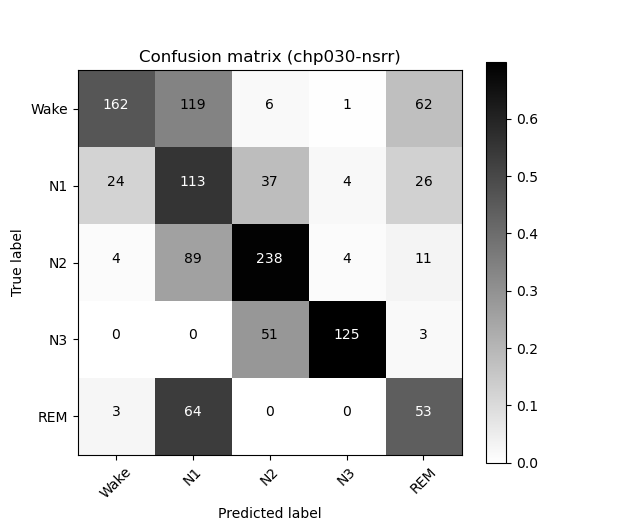 Confusion matrix (chp030-nsrr)
True label
Wake 162 119 6 1 62
N1 24 113 37 4 26
N2 4 89 238 4 11
N3 0 0 51 125 3
REM 3 64 0 0 53
Wake N1 N2 N3 REM
Predicted label
0.6
0.5
0.4
0.3
0.2
0.1
0.0